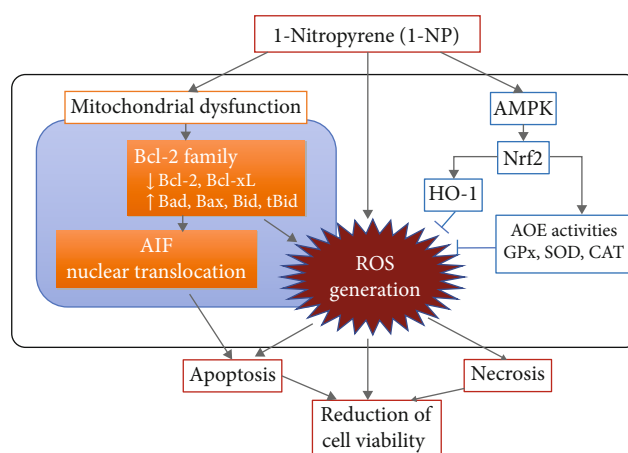 1-Nitropyrene (1-NP)
Mitochondrial dysfunction
AMPK
Bcl-2 family
↓ Bcl-2, Bcl-xL
↑ Bad, Bax, Bid, tBid
Nrf2
HO-1
AIF
nuclear translocation
ROS
generation
AOE activities
GPx, SOD, CAT
Apoptosis
Necrosis
Reduction of
cell viability